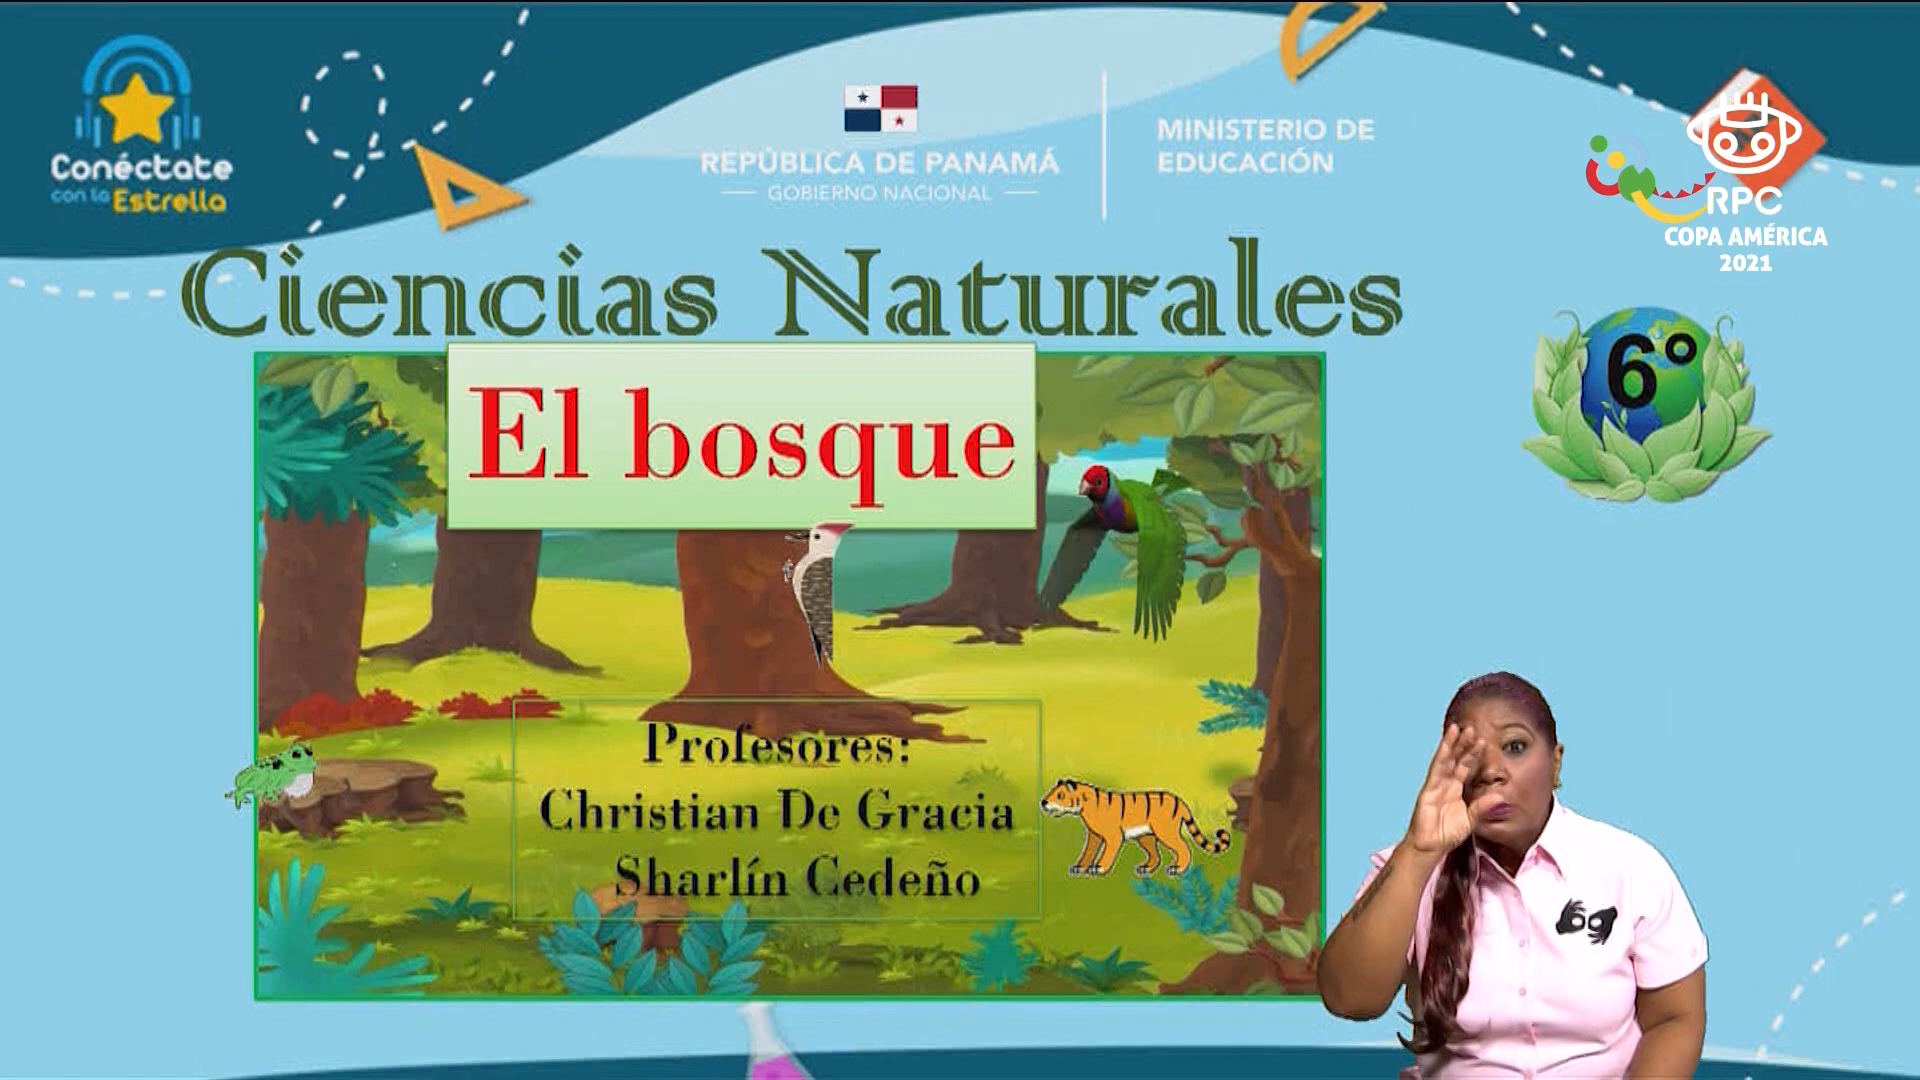 Conéctate
con la Estrella
REPÚBLICA DE PANAMÁ
GOBIERNO NACIONAL
MINISTERIO DE
EDUCACIÓN
RPC
COPA AMÉRICA
2021
Ciencias Naturales
6°
El bosque
Profesores:
Christian De Gracia
Sharlín Cedeño